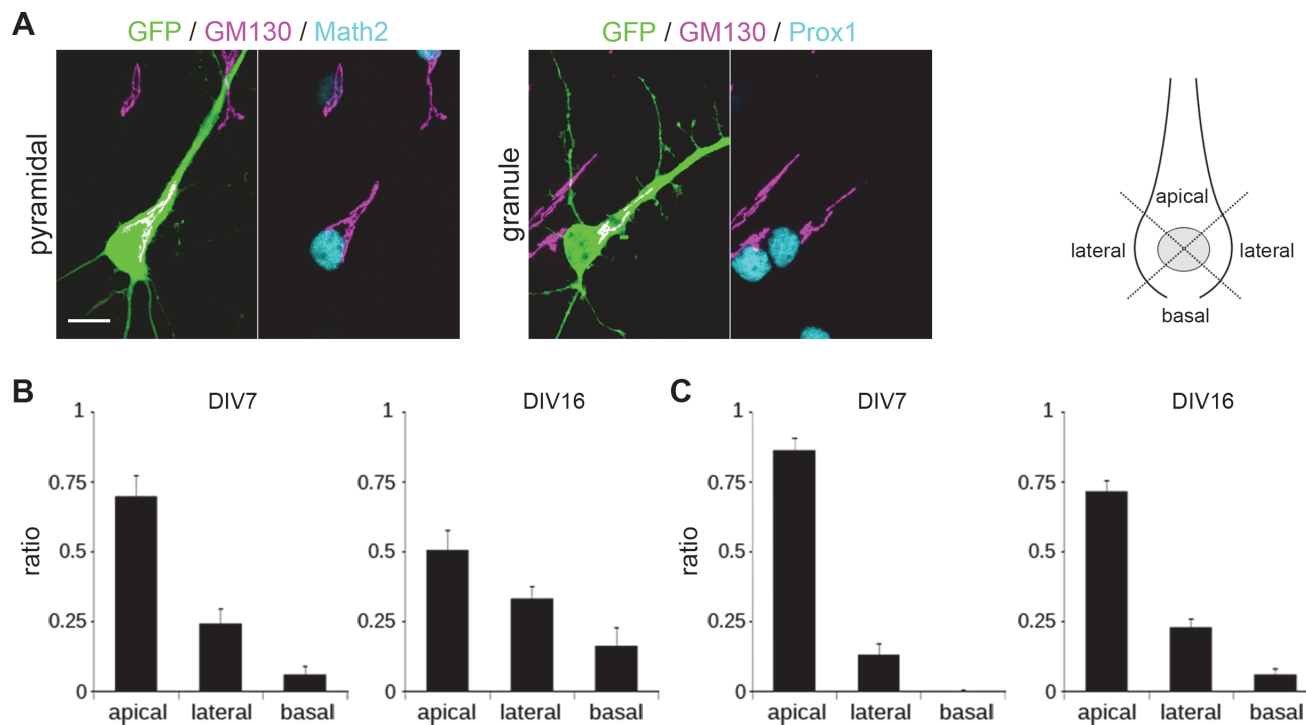 A
GFP / GM130 / Math2
GFP / GM130 / Prox1
pyramidal
granule
apical
lateral
lateral
basal
B
DIV7
DIV16
ratio
1
0.75
0.5
0.25
0
apical lateral basal
1
0.75
0.5
0.25
0
apical lateral basal
C
DIV7
DIV16
ratio
1
0.75
0.5
0.25
0
apical lateral basal
1
0.75
0.5
0.25
0
apical lateral basal